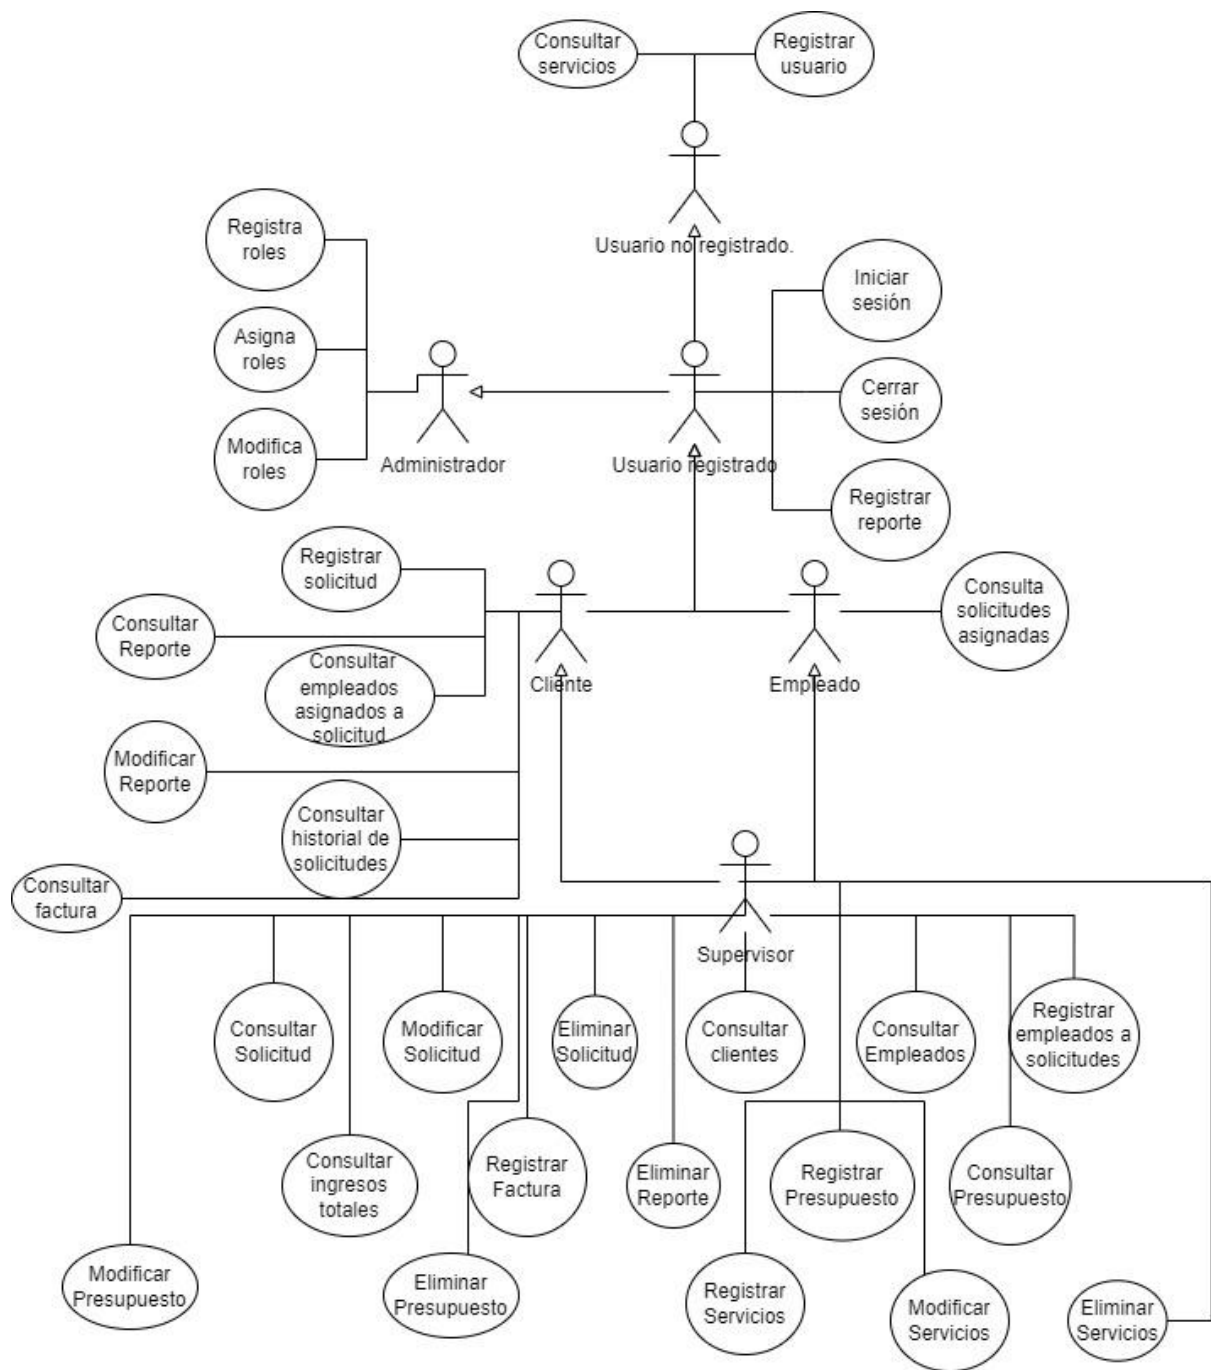 Consultar
servicios
Registrar
usuario
Usuario no registrado.
Registra
roles
Iniciar
sesión
Asigna
roles
Cerrar
sesión
Modifica
roles
Administrador
Usuario registrado
Registrar
reporte
Registrar
solicitud
Consulta
solicitudes
asignadas
Consultar
Reporte
Consultar
empleados
asignados a
solicitud
Cliente
Empleado
Modificar
Reporte
Consultar
historial de
solicitudes
Consultar
factura
Supervisor
Consultar
Solicitud
Modificar
Solicitud
Eliminar
Solicitud
Consultar
clientes
Consultar
Empleados
Registrar
empleados a
solicitudes
Consultar
ingresos
totales
Registrar
Factura
Eliminar
Reporte
Registrar
Presupuesto
Consultar
Presupuesto
Modificar
Presupuesto
Eliminar
Presupuesto
Registrar
Servicios
Modificar
Servicios
Eliminar
Servicios